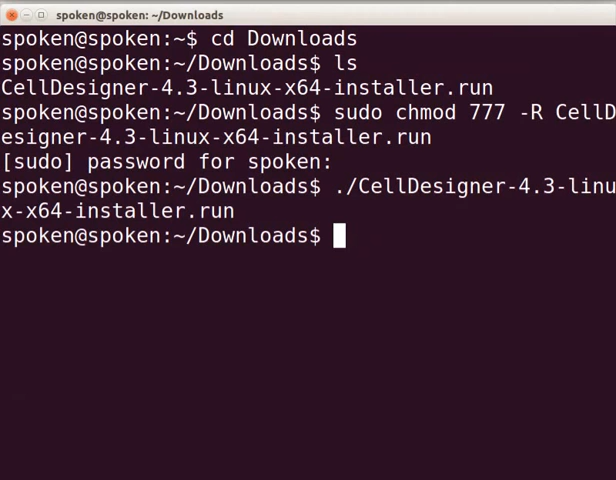 spoken@spoken: ~/Downloads
spoken@spoken:~$ cd Downloads
spoken@spoken:~/Downloads$ ls
CellDesigner-4.3-linux-x64-installer.run
spoken@spoken:~/Downloads$ sudo chmod 777 -R CellD
esigner-4.3-linux-x64-installer.run
[sudo] password for spoken:
spoken@spoken:~/Downloads$ ./CellDesigner-4.3-linu
x-x64-installer.run
spoken@spoken:~/Downloads$